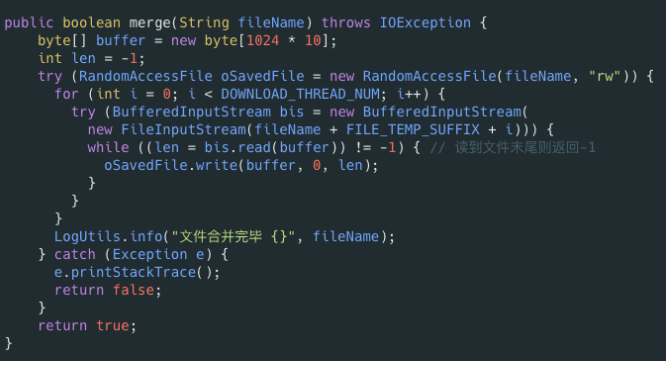 public boolean merge(String fileName) throws IOException {
    byte[] buffer = new byte[1024 * 10];
    int len = -1;
    try (RandomAccessFile oSavedFile = new RandomAccessFile(fileName, "rw")) {
      for (int i = 0; i < DOWNLOAD_THREAD_NUM; i++) {
        try (BufferedInputStream bis = new BufferedInputStream(
          new FileInputStream(fileName + FILE_TEMP_SUFFIX + i))) {
          while ((len = bis.read(buffer)) != -1) { // 读到文件末尾则返回-1
            oSavedFile.write(buffer, 0, len);
          }
        }
      }
      LogUtils.info("文件合并完毕 {}", fileName);
    } catch (Exception e) {
      e.printStackTrace();
      return false;
    }
    return true;
}